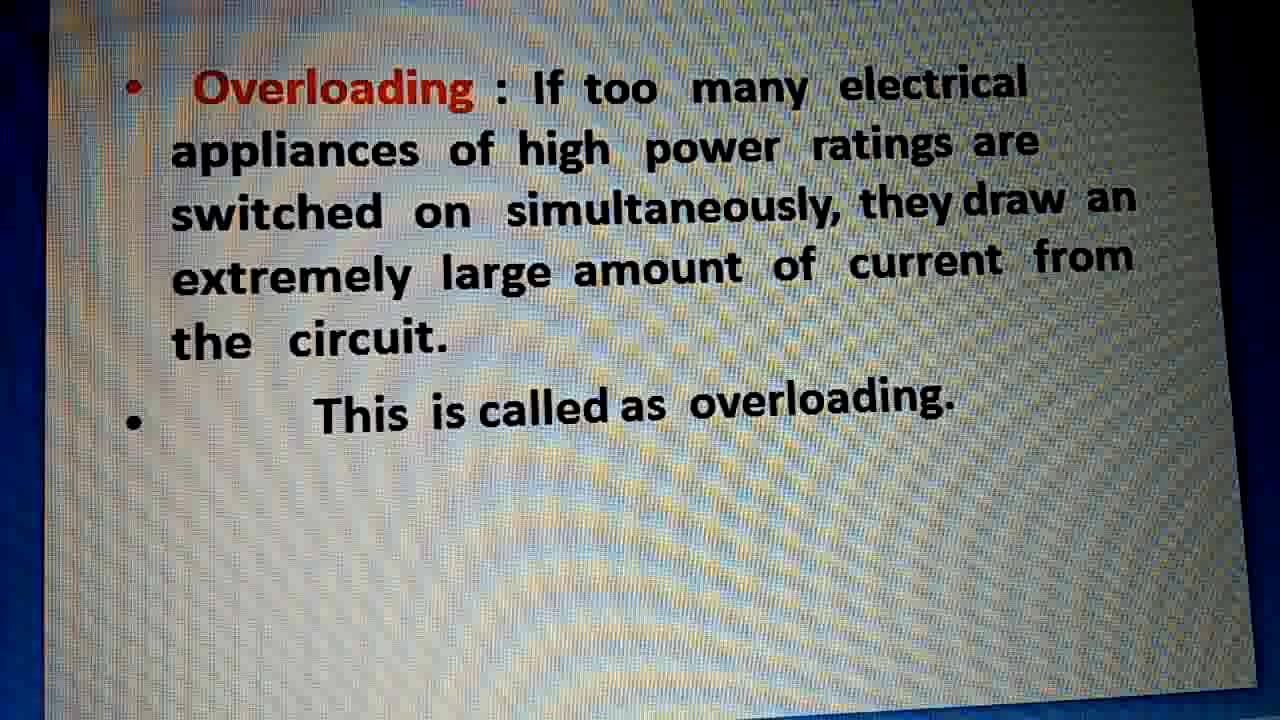 • Overloading : If too many electrical
appliances of high power ratings are
switched on simultaneously, they draw an
extremely large amount of current from
the circuit.
• This is called as overloading.